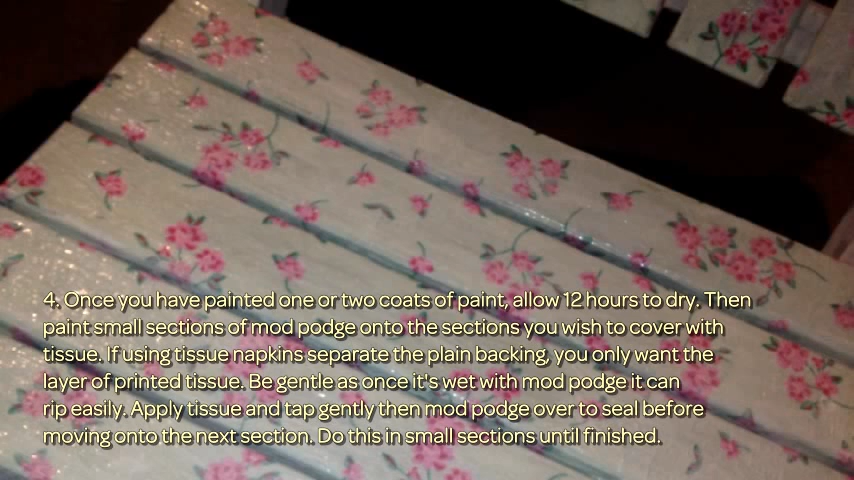 4. Once you have painted one or two coats of paint, allow 12 hours to dry. Then
paint small sections of mod podge onto the sections you wish to cover with
tissue. If using tissue napkins separate the plain backing, you only want the
layer of printed tissue. Be gentle as once it's wet with mod podge it can
rip easily. Apply tissue and tap gently then mod podge over to seal before
moving onto the next section. Do this in small sections until finished.